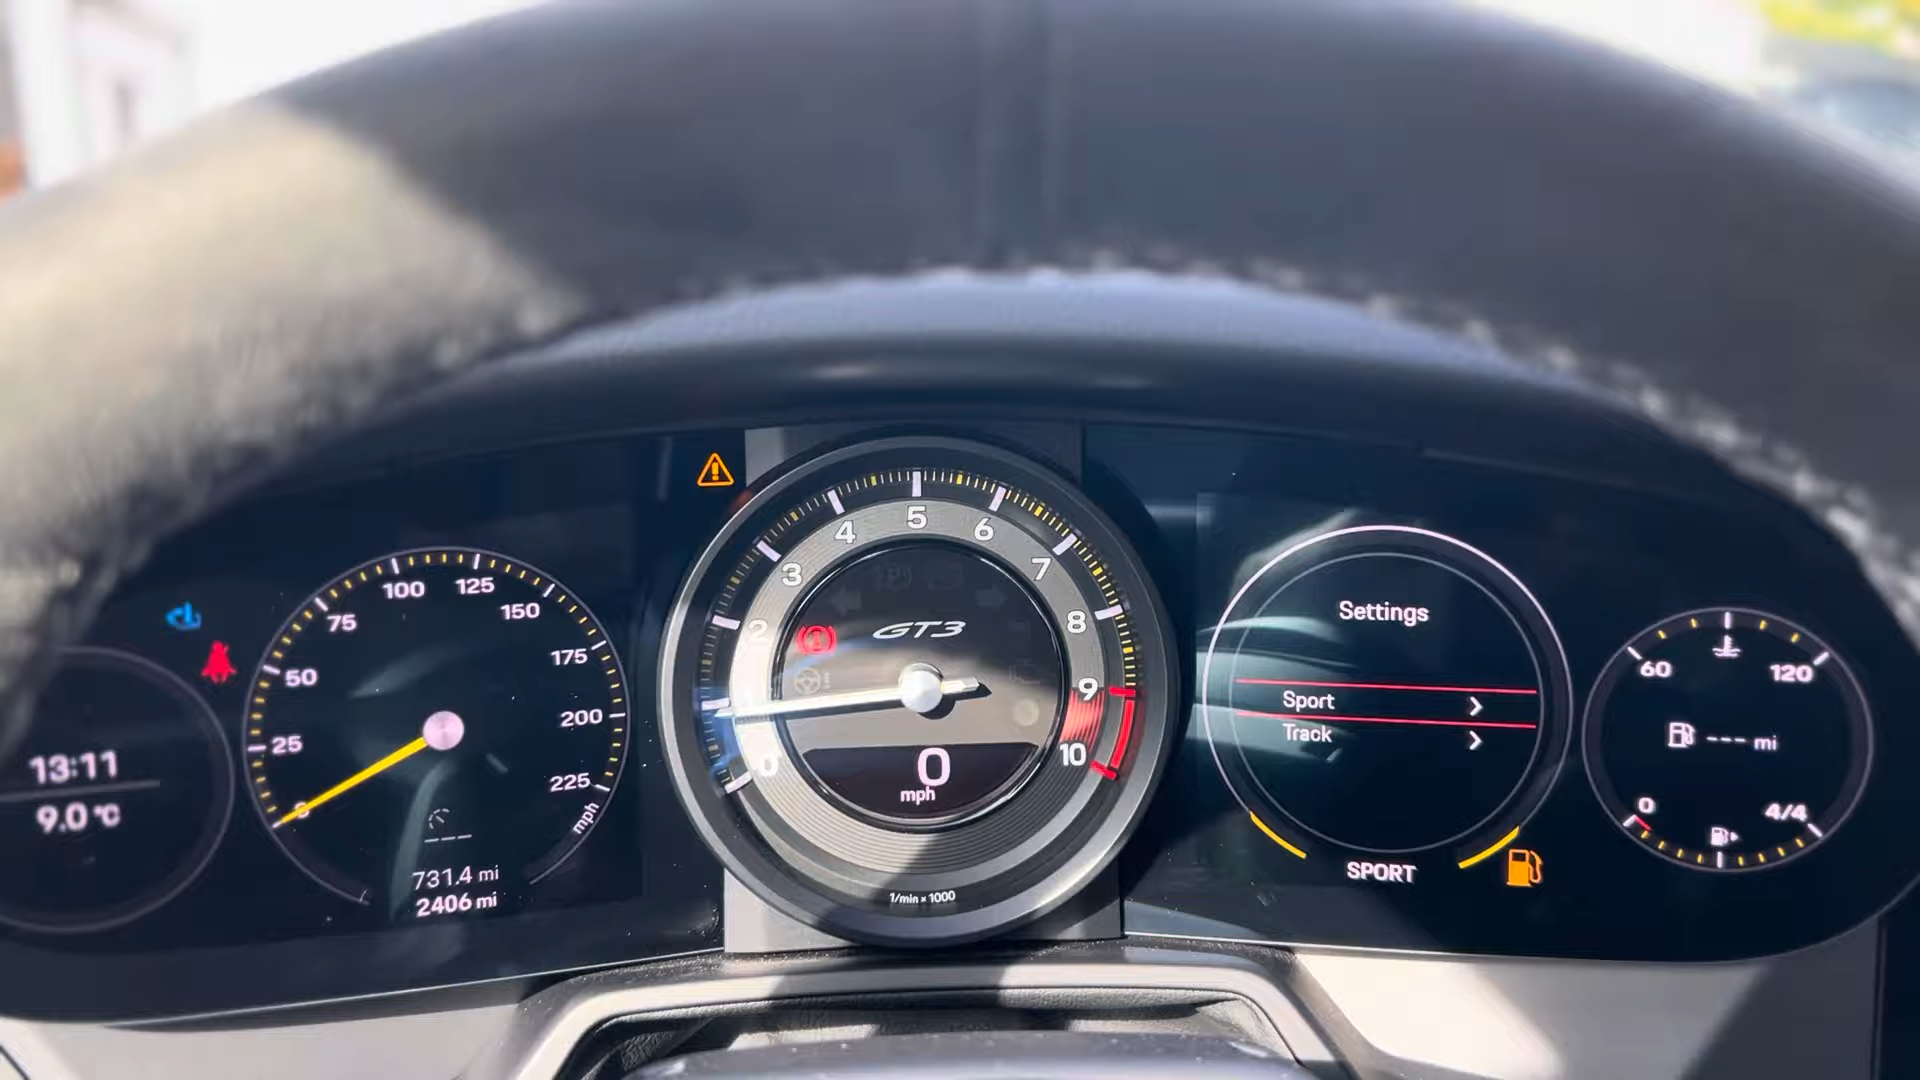 13:11
9.0 °C
0
25
50
75
100
125
150
175
200
225
mph
---
731.4 mi
2406 mi
0
1
2
3
4
5
6
7
8
9
10
GT3
0
mph
1/min x 1000
Settings
Sport
Track
SPORT
60
120
--- mi
0
4/4